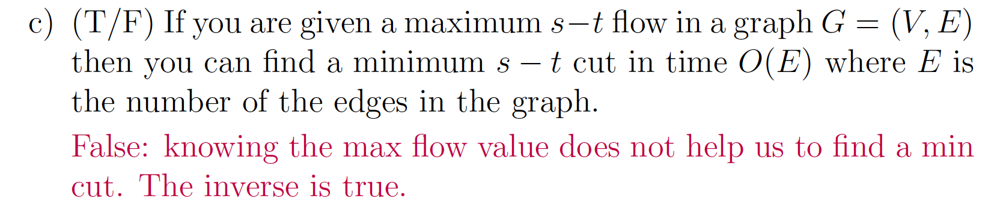 c) (T/F) If you are given a maximum s−t flow in a graph G = (V, E)
then you can find a minimum s − t cut in time O(E) where E is
the number of the edges in the graph.
False: knowing the max flow value does not help us to find a min
cut. The inverse is true.